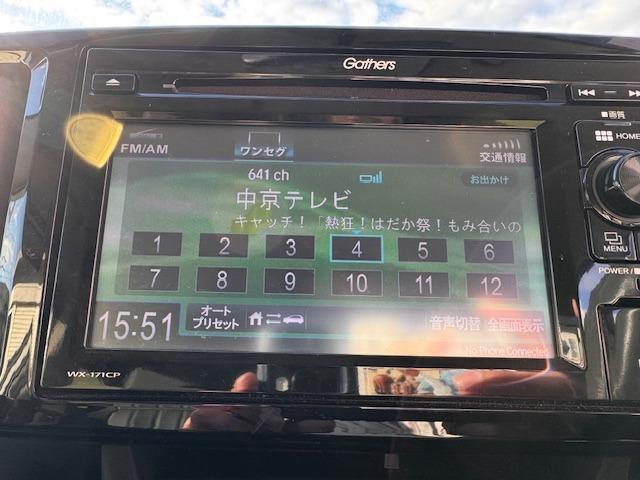 Gathers
画質
HOME
FM/AM
ワンセグ
交通情報
641 ch
お出かけ
中京テレビ
キャッチ！「熱狂！はだか祭！もみ合いの
1 2 3 4 5 6
7 8 9 10 11 12
MENU
POWER/
15:51
オート
プリセット
音声切替
全画面表示
No Phone Connected
WX-171CP